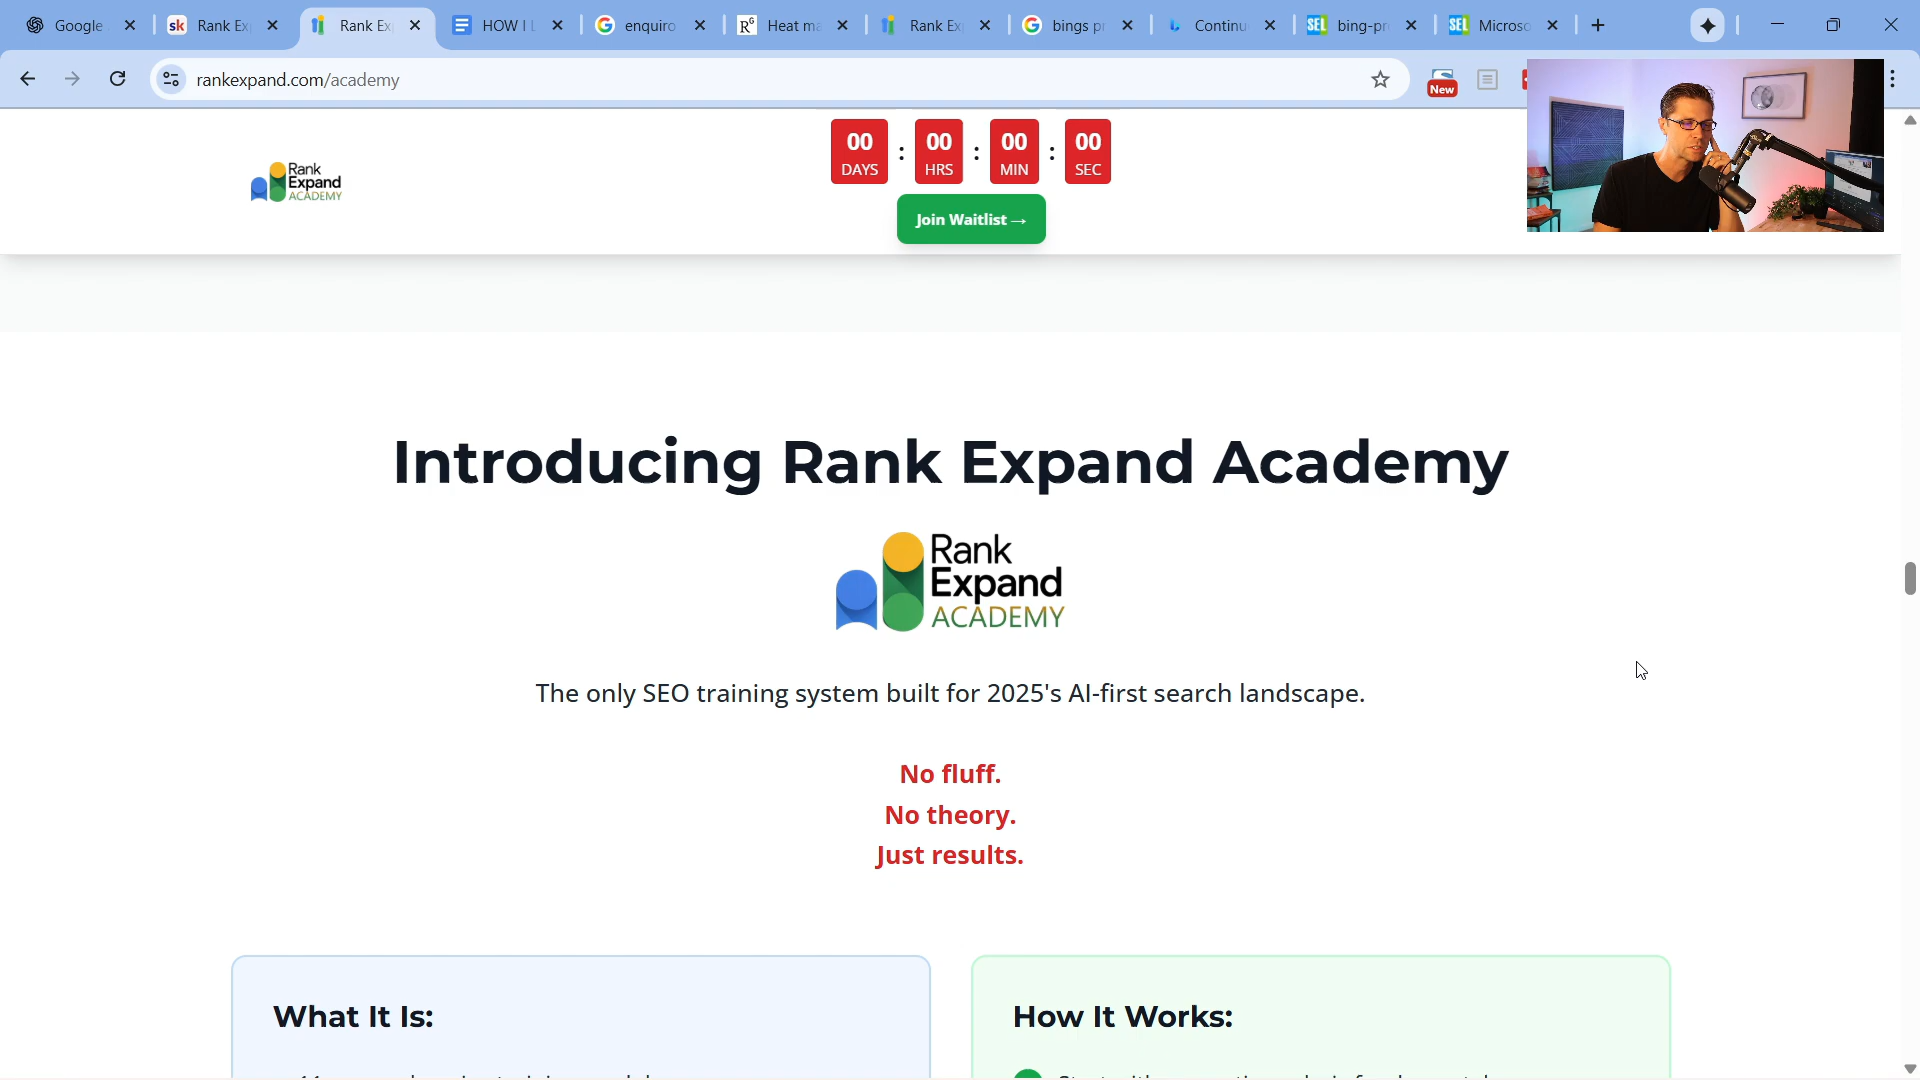 Google
Rank Ex
Rank Ex
HOW I L
enquiro
Heat ma
Rank Ex
bings pr
Continu
bing-pr
Microso
rankexpand.com/academy
New
Rank
Expand
ACADEMY
00 : 00 : 00 : 00
DAYS HRS MIN SEC
Join Waitlist →
Introducing Rank Expand Academy
Rank
Expand
ACADEMY
The only SEO training system built for 2025's AI-first search landscape.
No fluff.
No theory.
Just results.
What It Is:
How It Works: